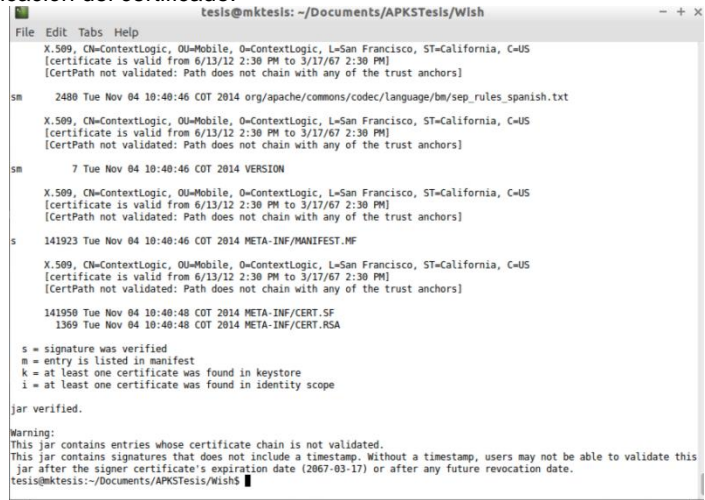 tesis@mktesis: ~/Documents/APKSTesis/Wish
File Edit Tabs Help
X.509, CN=ContextLogic, OU=Mobile, O=ContextLogic, L=San Francisco, ST=California, C=US
[certificate is valid from 6/13/12 2:30 PM to 3/17/67 2:30 PM]
[CertPath not validated: Path does not chain with any of the trust anchors]
sm 2480 Tue Nov 04 10:40:46 COT 2014 org/apache/commons/codec/language/bm/sep_rules_spanish.txt
X.509, CN=ContextLogic, OU=Mobile, O=ContextLogic, L=San Francisco, ST=California, C=US
[certificate is valid from 6/13/12 2:30 PM to 3/17/67 2:30 PM]
[CertPath not validated: Path does not chain with any of the trust anchors]
sm 7 Tue Nov 04 10:40:46 COT 2014 VERSION
X.509, CN=ContextLogic, OU=Mobile, O=ContextLogic, L=San Francisco, ST=California, C=US
[certificate is valid from 6/13/12 2:30 PM to 3/17/67 2:30 PM]
[CertPath not validated: Path does not chain with any of the trust anchors]
s 141923 Tue Nov 04 10:40:46 COT 2014 META-INF/MANIFEST.MF
X.509, CN=ContextLogic, OU=Mobile, O=ContextLogic, L=San Francisco, ST=California, C=US
[certificate is valid from 6/13/12 2:30 PM to 3/17/67 2:30 PM]
[CertPath not validated: Path does not chain with any of the trust anchors]
141950 Tue Nov 04 10:40:48 COT 2014 META-INF/CERT.SF
1369 Tue Nov 04 10:40:48 COT 2014 META-INF/CERT.RSA
s = signature was verified
m = entry is listed in manifest
k = at least one certificate was found in keystore
i = at least one certificate was found in identity scope
jar verified.
Warning:
This jar contains entries whose certificate chain is not validated.
This jar contains signatures that does not include a timestamp. Without a timestamp, users may not be able to validate this
jar after the signer certificate's expiration date (2067-03-17) or after any future revocation date.
tesis@mktesis:~/Documents/APKSTesis/Wish$